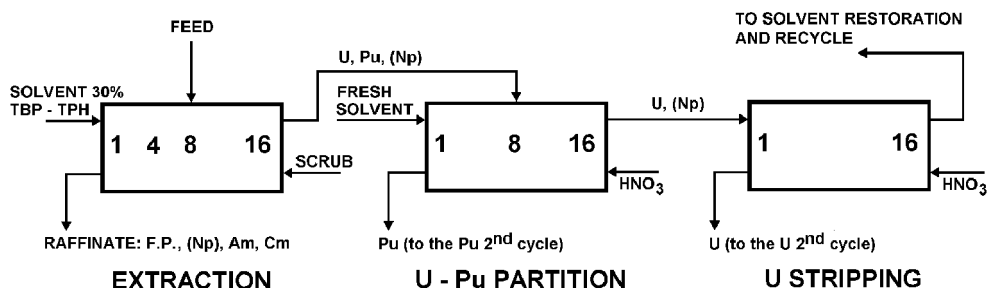 FEED
SOLVENT 30%
TBP - TPH
1 4 8 16
SCRUB
RAFFINATE: F.P., (Np), Am, Cm
EXTRACTION
U, Pu, (Np)
FRESH
SOLVENT
1 8 16
HNO3
Pu (to the Pu 2nd cycle)
U - Pu PARTITION
U, (Np)
TO SOLVENT RESTORATION
AND RECYCLE
1 16
HNO3
U (to the U 2nd cycle)
U STRIPPING